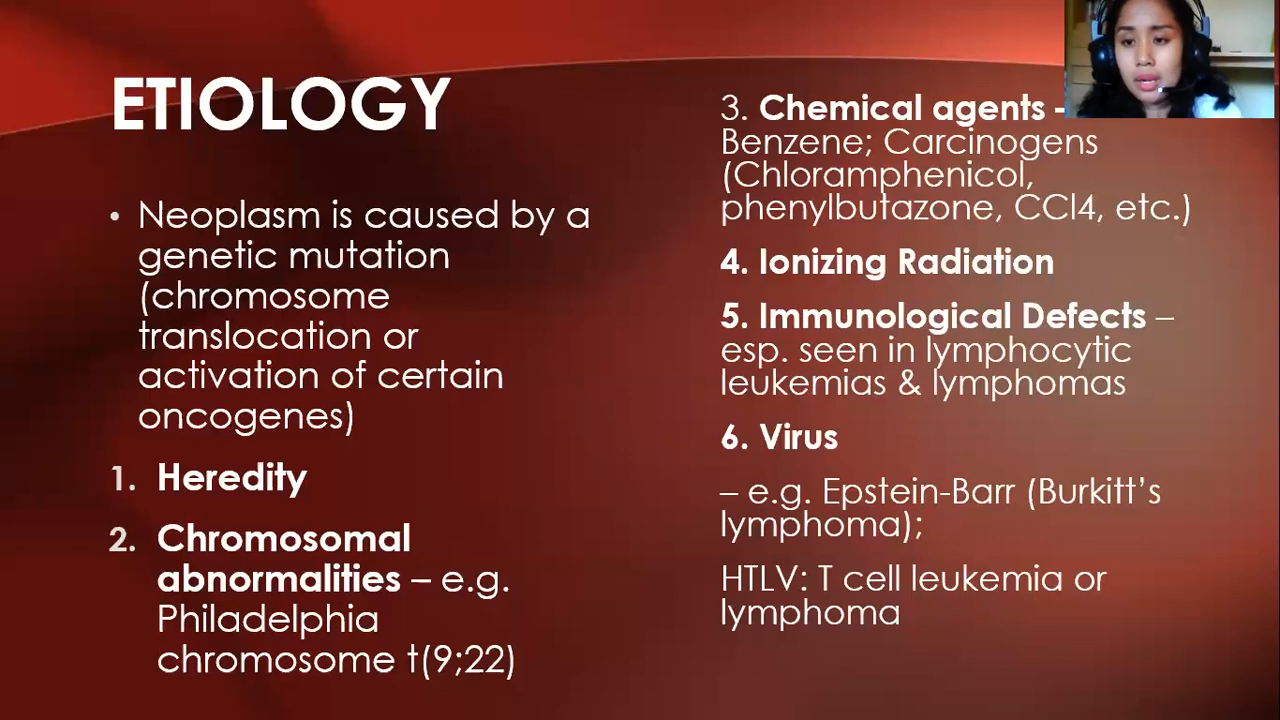 ETIOLOGY
• Neoplasm is caused by a
genetic mutation
(chromosome
translocation or
activation of certain
oncogenes)
1. Heredity
2. Chromosomal
abnormalities – e.g.
Philadelphia
chromosome t(9;22)
3. Chemical agents -
Benzene; Carcinogens
(Chloramphenicol,
phenylbutazone, CCl4, etc.)
4. Ionizing Radiation
5. Immunological Defects –
esp. seen in lymphocytic
leukemias & lymphomas
6. Virus
– e.g. Epstein-Barr (Burkitt’s
lymphoma);
HTLV: T cell leukemia or
lymphoma